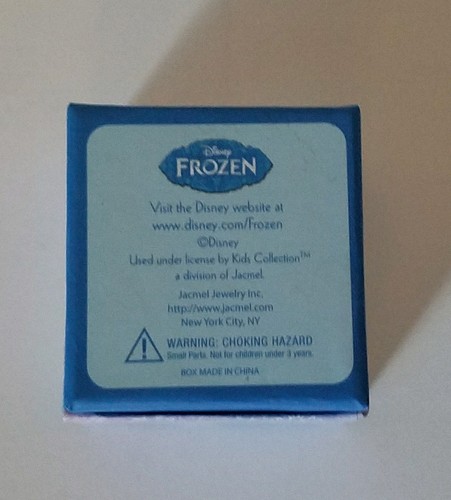 Disney
FROZEN
Visit the Disney website at
www.disney.com/Frozen
©Disney
Used under license by Kids Collection™
a division of Jacmel.
Jacmel Jewelry Inc.
http://www.jacmel.com
New York City, NY
WARNING: CHOKING HAZARD
Small Parts. Not for children under 3 years.
BOX MADE IN CHINA